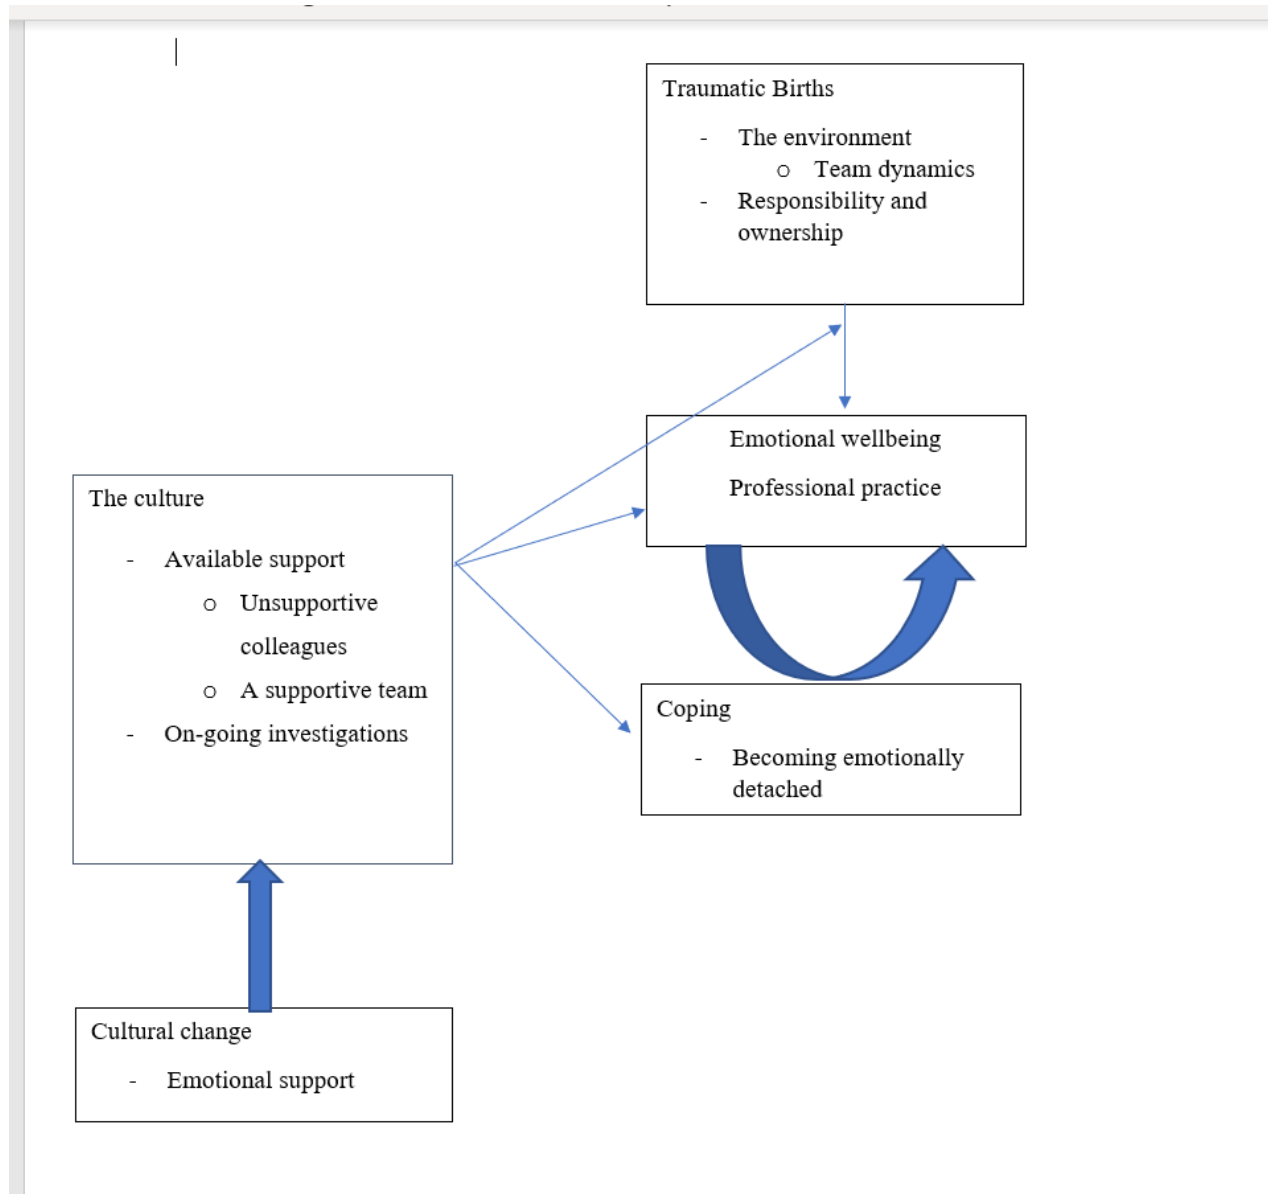 Traumatic Births
- The environment
o Team dynamics
- Responsibility and
ownership
Emotional wellbeing
Professional practice
The culture
- Available support
o Unsupportive
colleagues
o A supportive team
- On-going investigations
Coping
- Becoming emotionally
detached
Cultural change
- Emotional support